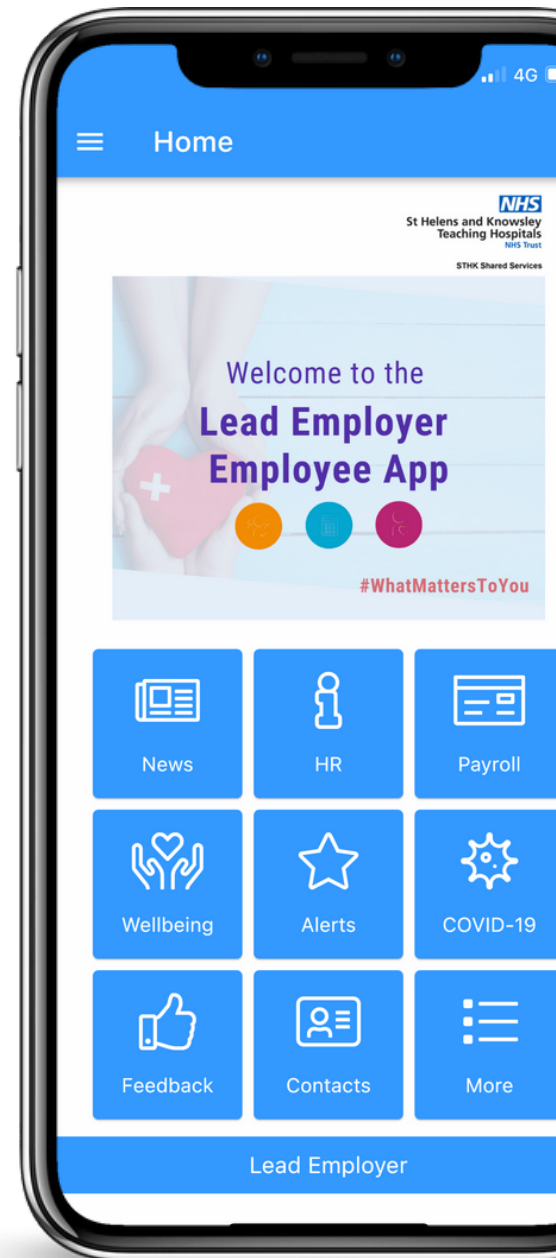 4G
Home
NHS
St Helens and Knowsley
Teaching Hospitals
NHS Trust
STHK Shared Services
Welcome to the
Lead Employer
Employee App
#WhatMattersToYou
News HR Payroll
Wellbeing Alerts COVID-19
Feedback Contacts More
Lead Employer